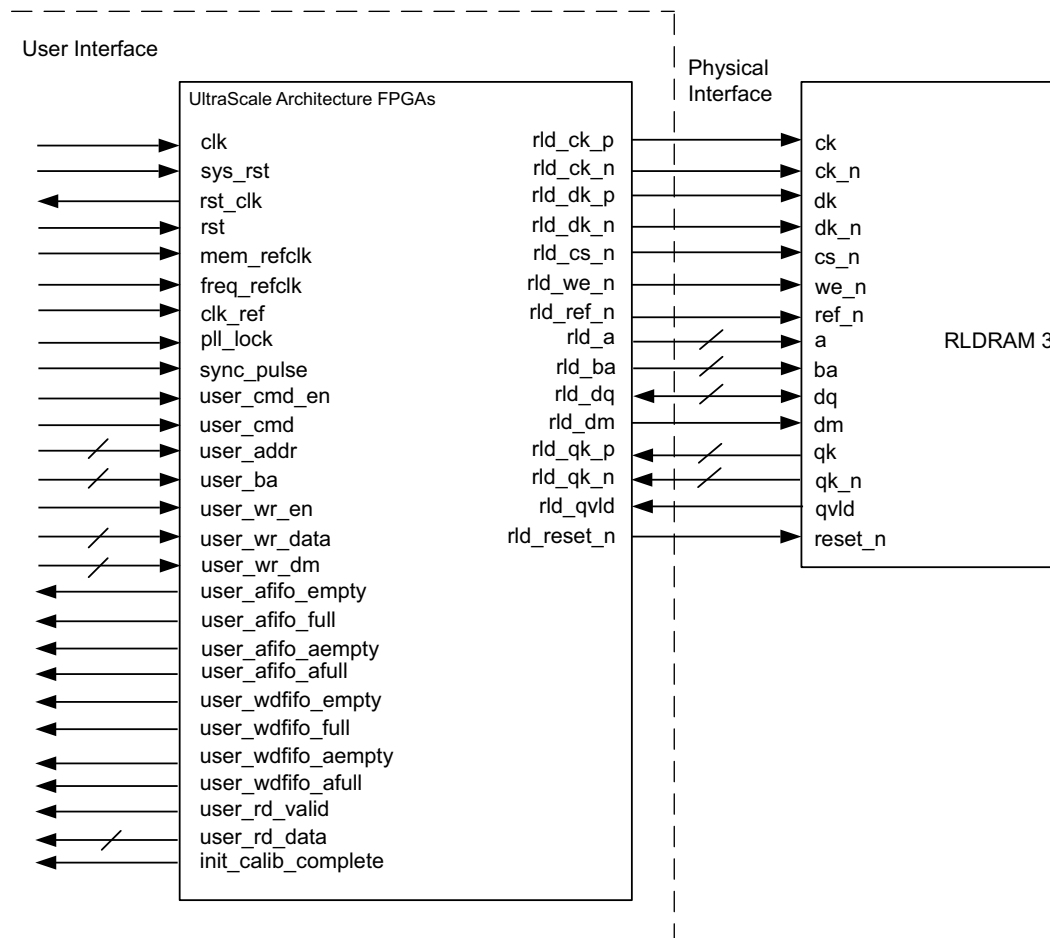 User Interface
Physical
Interface
UltraScale Architecture FPGAs
clk
sys_rst
rst_clk
rst
mem_refclk
freq_refclk
clk_ref
pll_lock
sync_pulse
user_cmd_en
user_cmd
user_addr
user_ba
user_wr_en
user_wr_data
user_wr_dm
user_afifo_empty
user_afifo_full
user_afifo_aempty
user_afifo_afull
user_wdfifo_empty
user_wdfifo_full
user_wdfifo_aempty
user_wdfifo_afull
user_rd_valid
user_rd_data
init_calib_complete
rld_ck_p
rld_ck_n
rld_dk_p
rld_dk_n
rld_cs_n
rld_we_n
rld_ref_n
rld_a
rld_ba
rld_dq
rld_dm
rld_qk_p
rld_qk_n
rld_qvld
rld_reset_n
ck
ck_n
dk
dk_n
cs_n
we_n
ref_n
a
ba
dq
dm
qk
qk_n
qvld
reset_n
RLDRAM 3